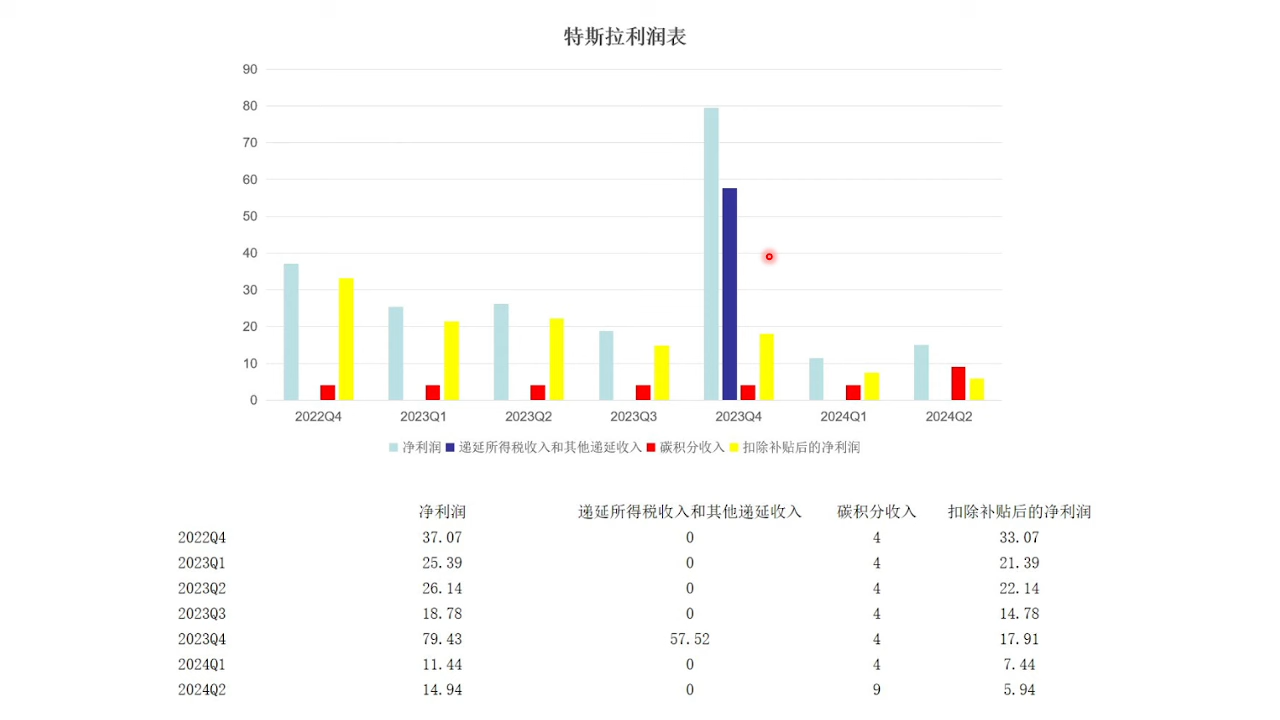 特斯拉利润表
90
80
70
60
50
40
30
20
10
0
2022Q4 2023Q1 2023Q2 2023Q3 2023Q4 2024Q1 2024Q2
净利润 递延所得税收入和其他递延收入 碳积分收入 扣除补贴后的净利润
净利润 递延所得税收入和其他递延收入 碳积分收入 扣除补贴后的净利润
2022Q4 37.07 0 4 33.07
2023Q1 25.39 0 4 21.39
2023Q2 26.14 0 4 22.14
2023Q3 18.78 0 4 14.78
2023Q4 79.43 57.52 4 17.91
2024Q1 11.44 0 4 7.44
2024Q2 14.94 0 9 5.94